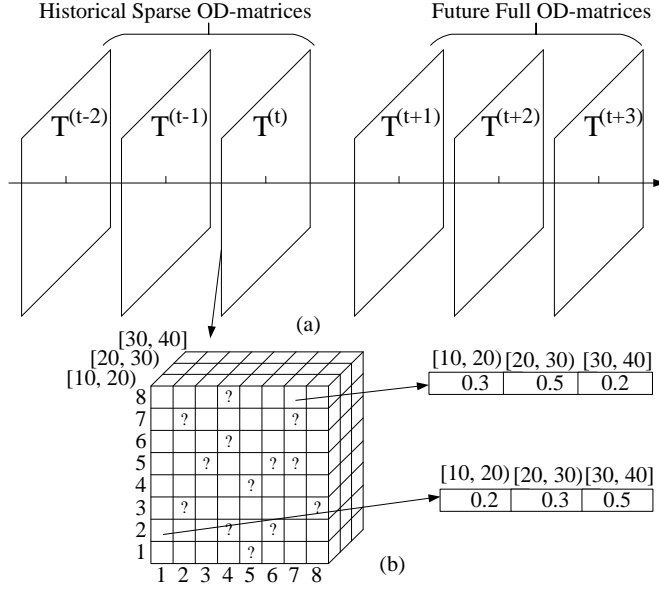 Historical Sparse OD-matrices
Future Full OD-matrices
T(t-2) T(t-1) T(t) T(t+1) T(t+2) T(t+3)
(a)
[30, 40]
[20, 30)
[10, 20)
8 ?
7 ? ?
6 ?
5 ? ? ?
4 ?
3 ? ?
2 ? ?
1 ?
1 2 3 4 5 6 7 8
[10, 20) [20, 30) [30, 40]
0.3 0.5 0.2
[10, 20) [20, 30) [30, 40]
0.2 0.3 0.5
(b)